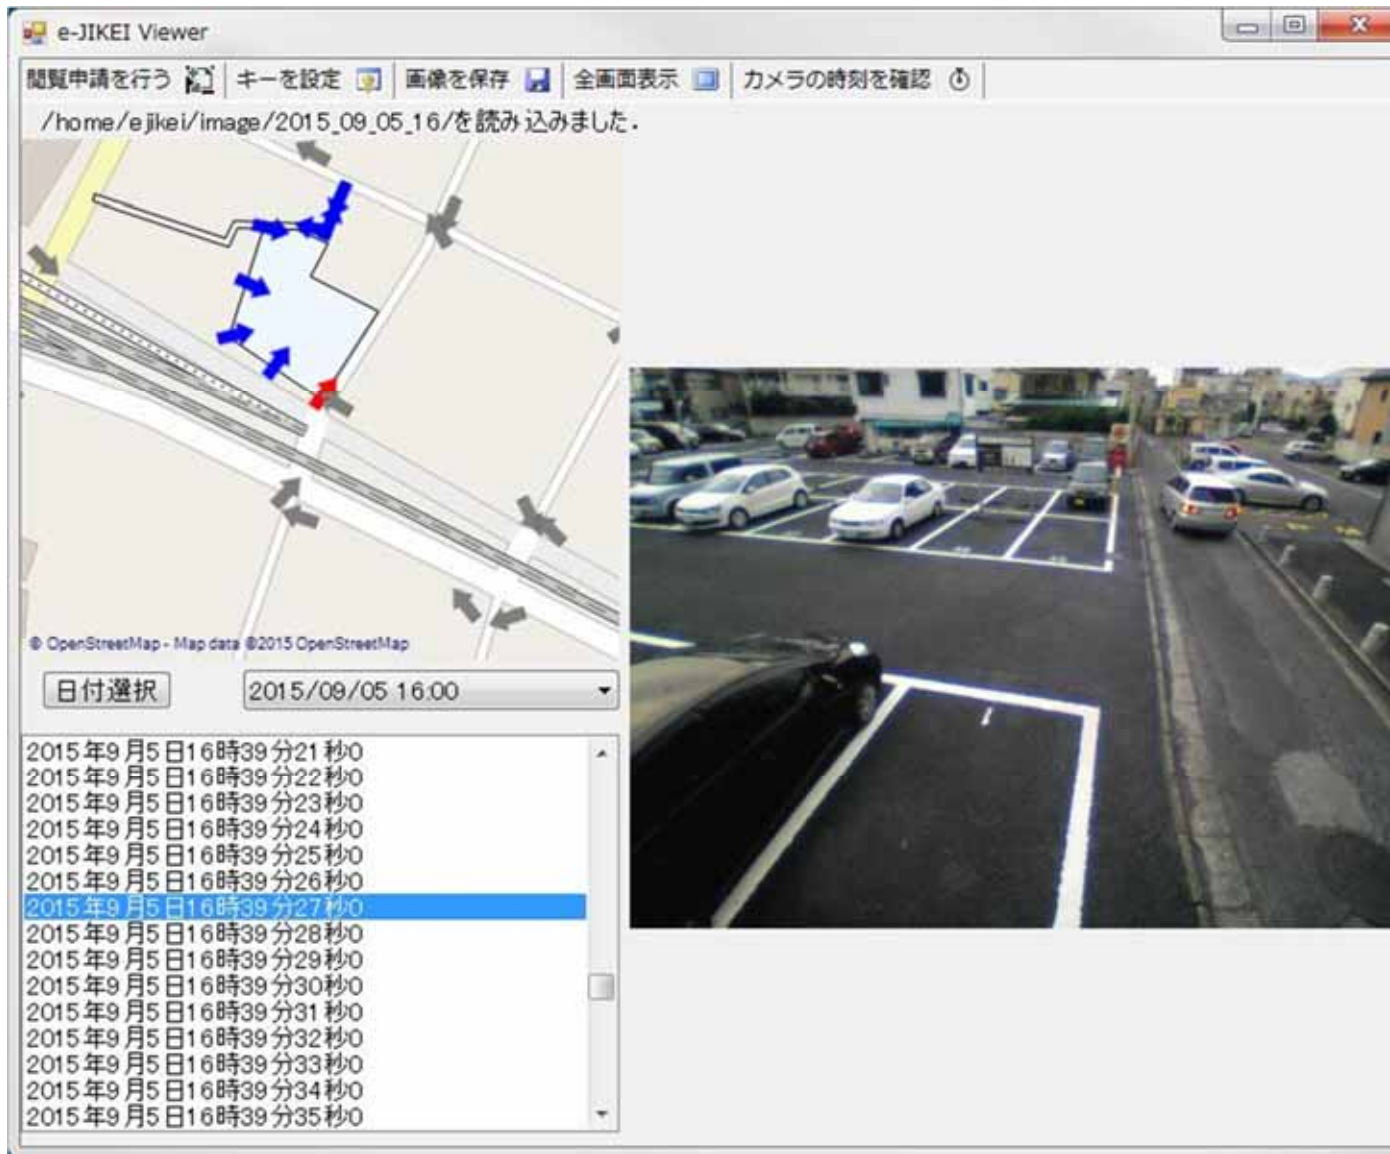 e-JIKEI Viewer
閲覧申請を行う キーを設定 画像を保存 全画面表示 カメラの時刻を確認
/home/ejikei/image/2015_09_05_16/を読み込みました.
© OpenStreetMap - Map data ©2015 OpenStreetMap
日付選択 2015/09/05 16:00
2015年9月5日16時39分21秒0
2015年9月5日16時39分22秒0
2015年9月5日16時39分23秒0
2015年9月5日16時39分24秒0
2015年9月5日16時39分25秒0
2015年9月5日16時39分26秒0
2015年9月5日16時39分27秒0
2015年9月5日16時39分28秒0
2015年9月5日16時39分29秒0
2015年9月5日16時39分30秒0
2015年9月5日16時39分31秒0
2015年9月5日16時39分32秒0
2015年9月5日16時39分33秒0
2015年9月5日16時39分34秒0
2015年9月5日16時39分35秒0